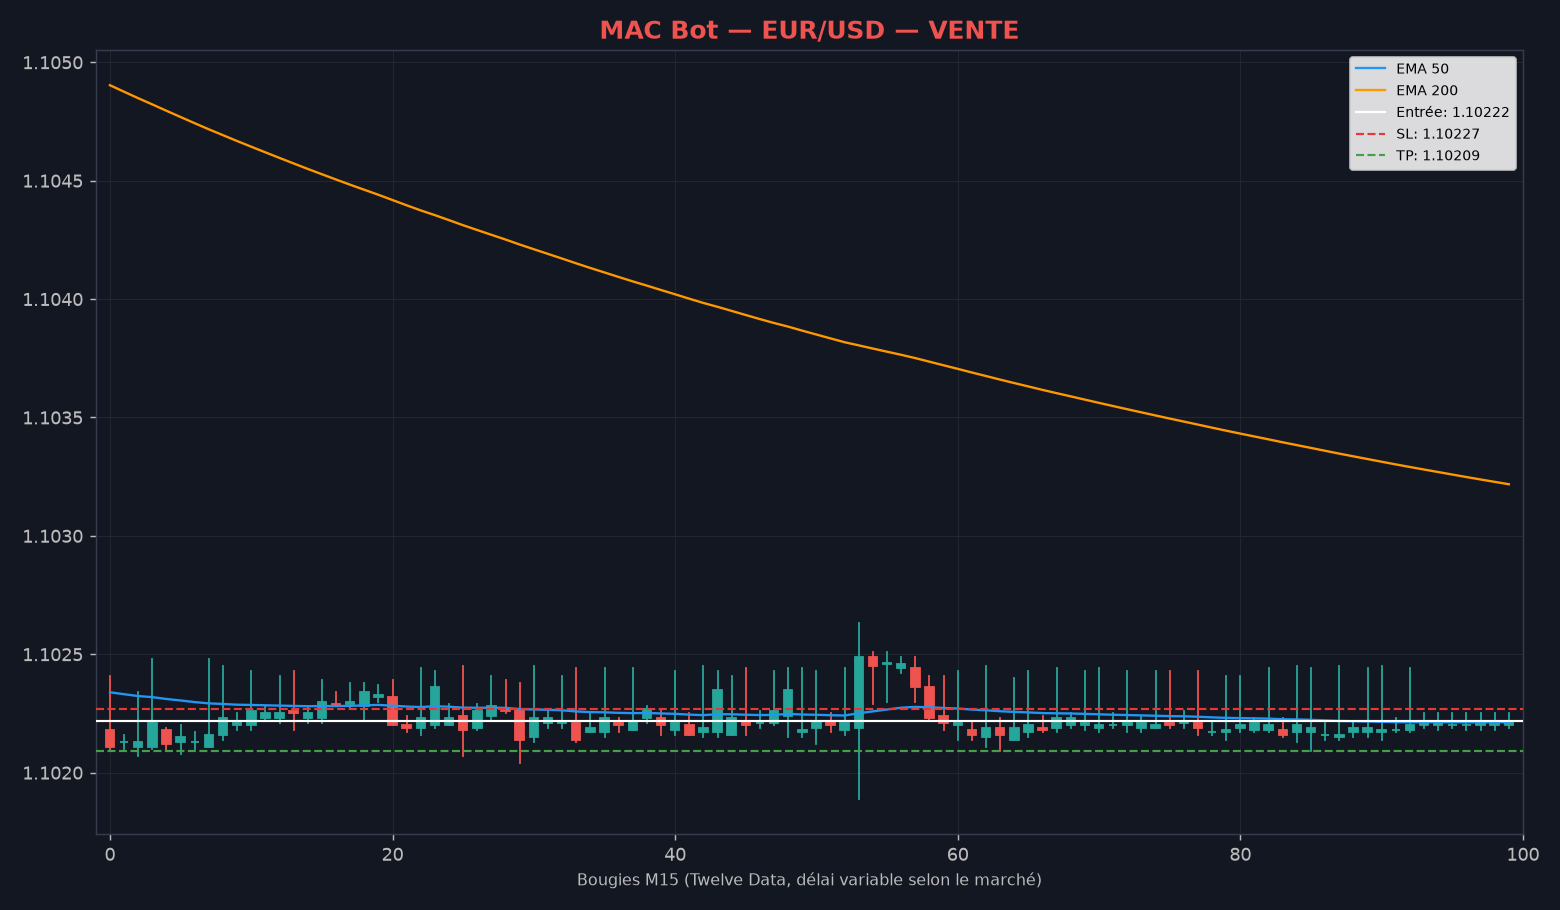 MAC Bot — EUR/USD — VENTE
1.1050
1.1045
1.1040
1.1035
1.1030
1.1025
1.1020
EMA 50
EMA 200
Entrée: 1.10222
SL: 1.10227
TP: 1.10209
0 20 40 60 80 100
Bougies M15 (Twelve Data, délai variable selon le marché)